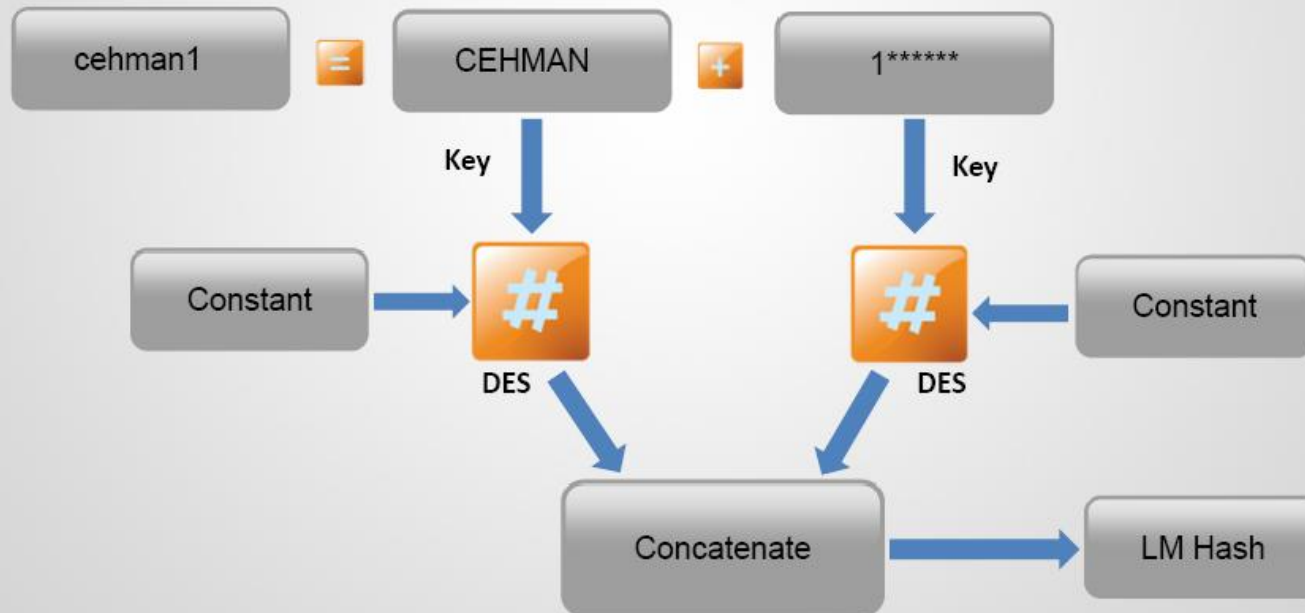 cehman1 = CEHMAN + 1******
Key Key
Constant # # Constant
DES DES
Concatenate LM Hash